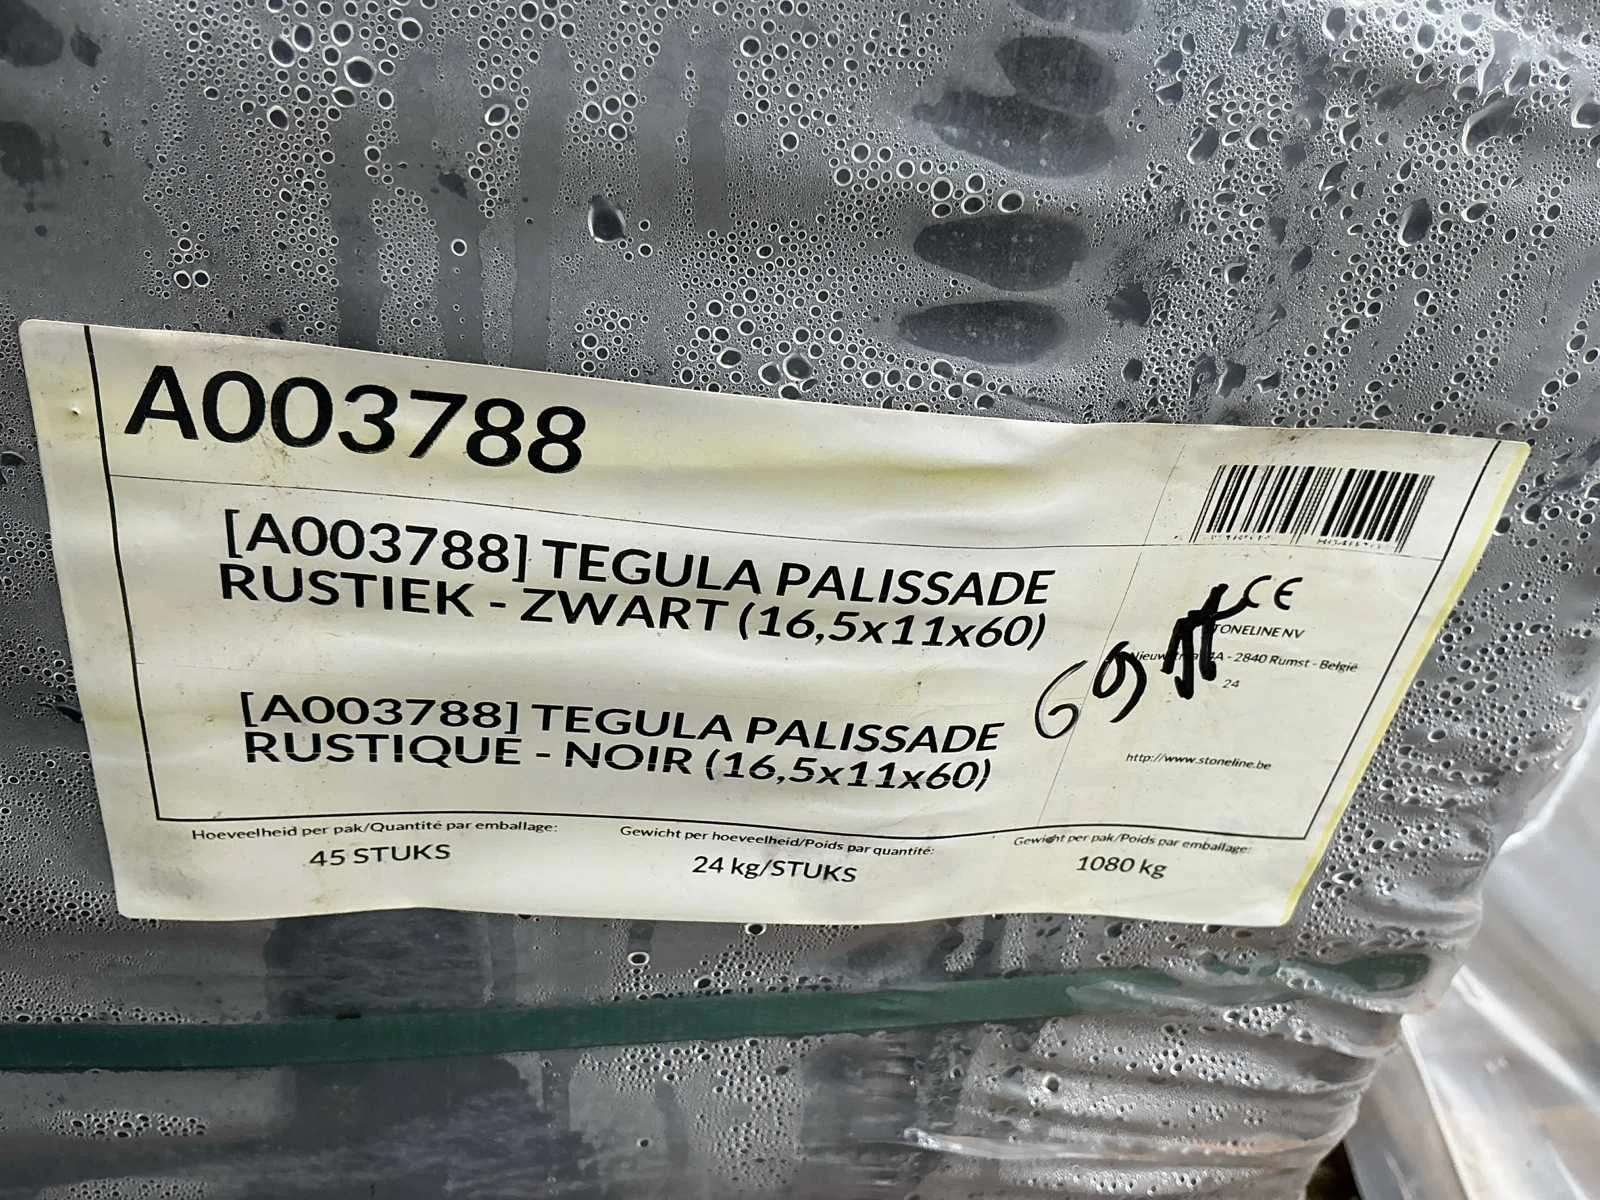 A003788
[A003788] TEGULA PALISSADE
RUSTIEK - ZWART (16,5x11x60)
[A003788] TEGULA PALISSADE
RUSTIQUE - NOIR (16,5x11x60)
CE
TONELINE NV
4A - 2840 Rumst - België
24
http://www.stoneline.be
Hoeveelheid per pak/Quantité par emballage:
45 STUKS
Gewicht per hoeveelheid/Poids par quantité:
24 kg/STUKS
Gewicht per pak/Poids par emballage:
1080 kg